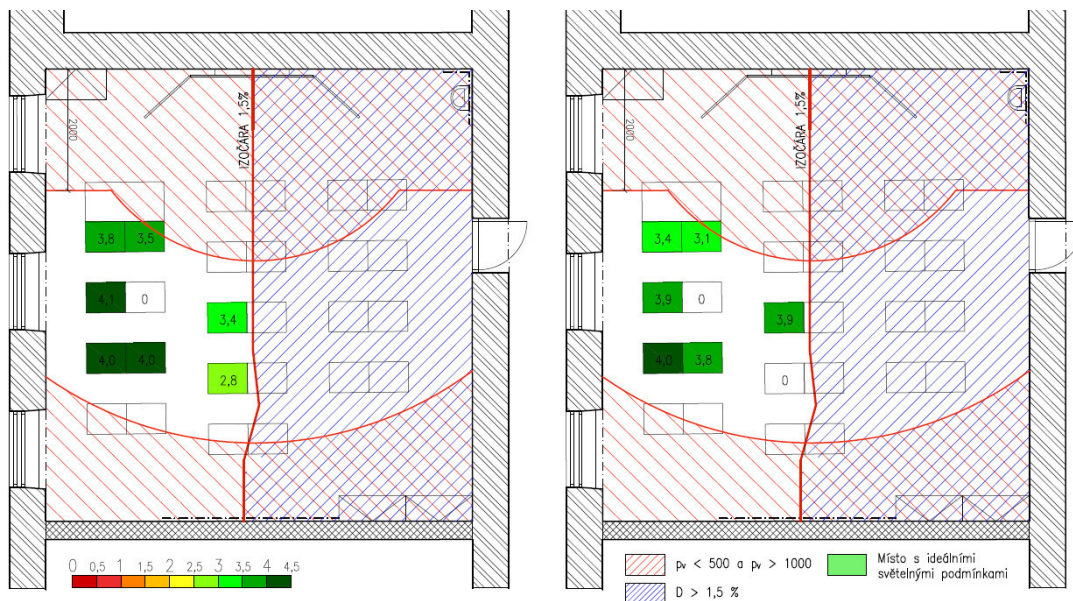 IZOČÁRA 1,5%
2000
3,8 3,5
4,1 0
3,4
4,0 4,0
2,8
0 0,5 1 1,5 2 2,5 3 3,5 4 4,5
IZOČÁRA 1,5%
2000
3,4 3,1
3,9 0
3,9
4,0 3,8
0
pᵥ < 500 a pᵥ > 1000
D > 1,5 %
Místo s ideálními
světelnými podmínkami